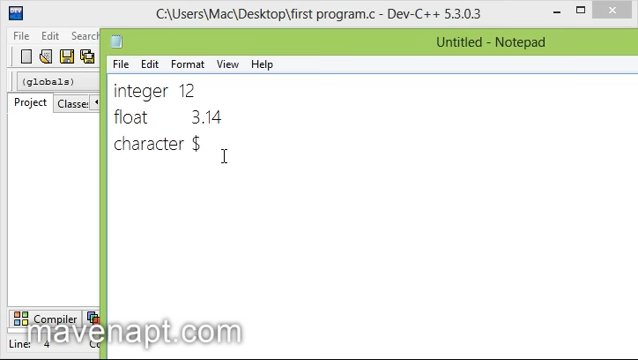 C:\Users\Mac\Desktop\first program.c - Dev-C++ 5.3.0.3
File Edit Search
Untitled - Notepad
(globals)
File Edit Format View Help
Project Classes
integer 12
float 3.14
character $
Compiler
mavenapt.com
Line: 4 Co